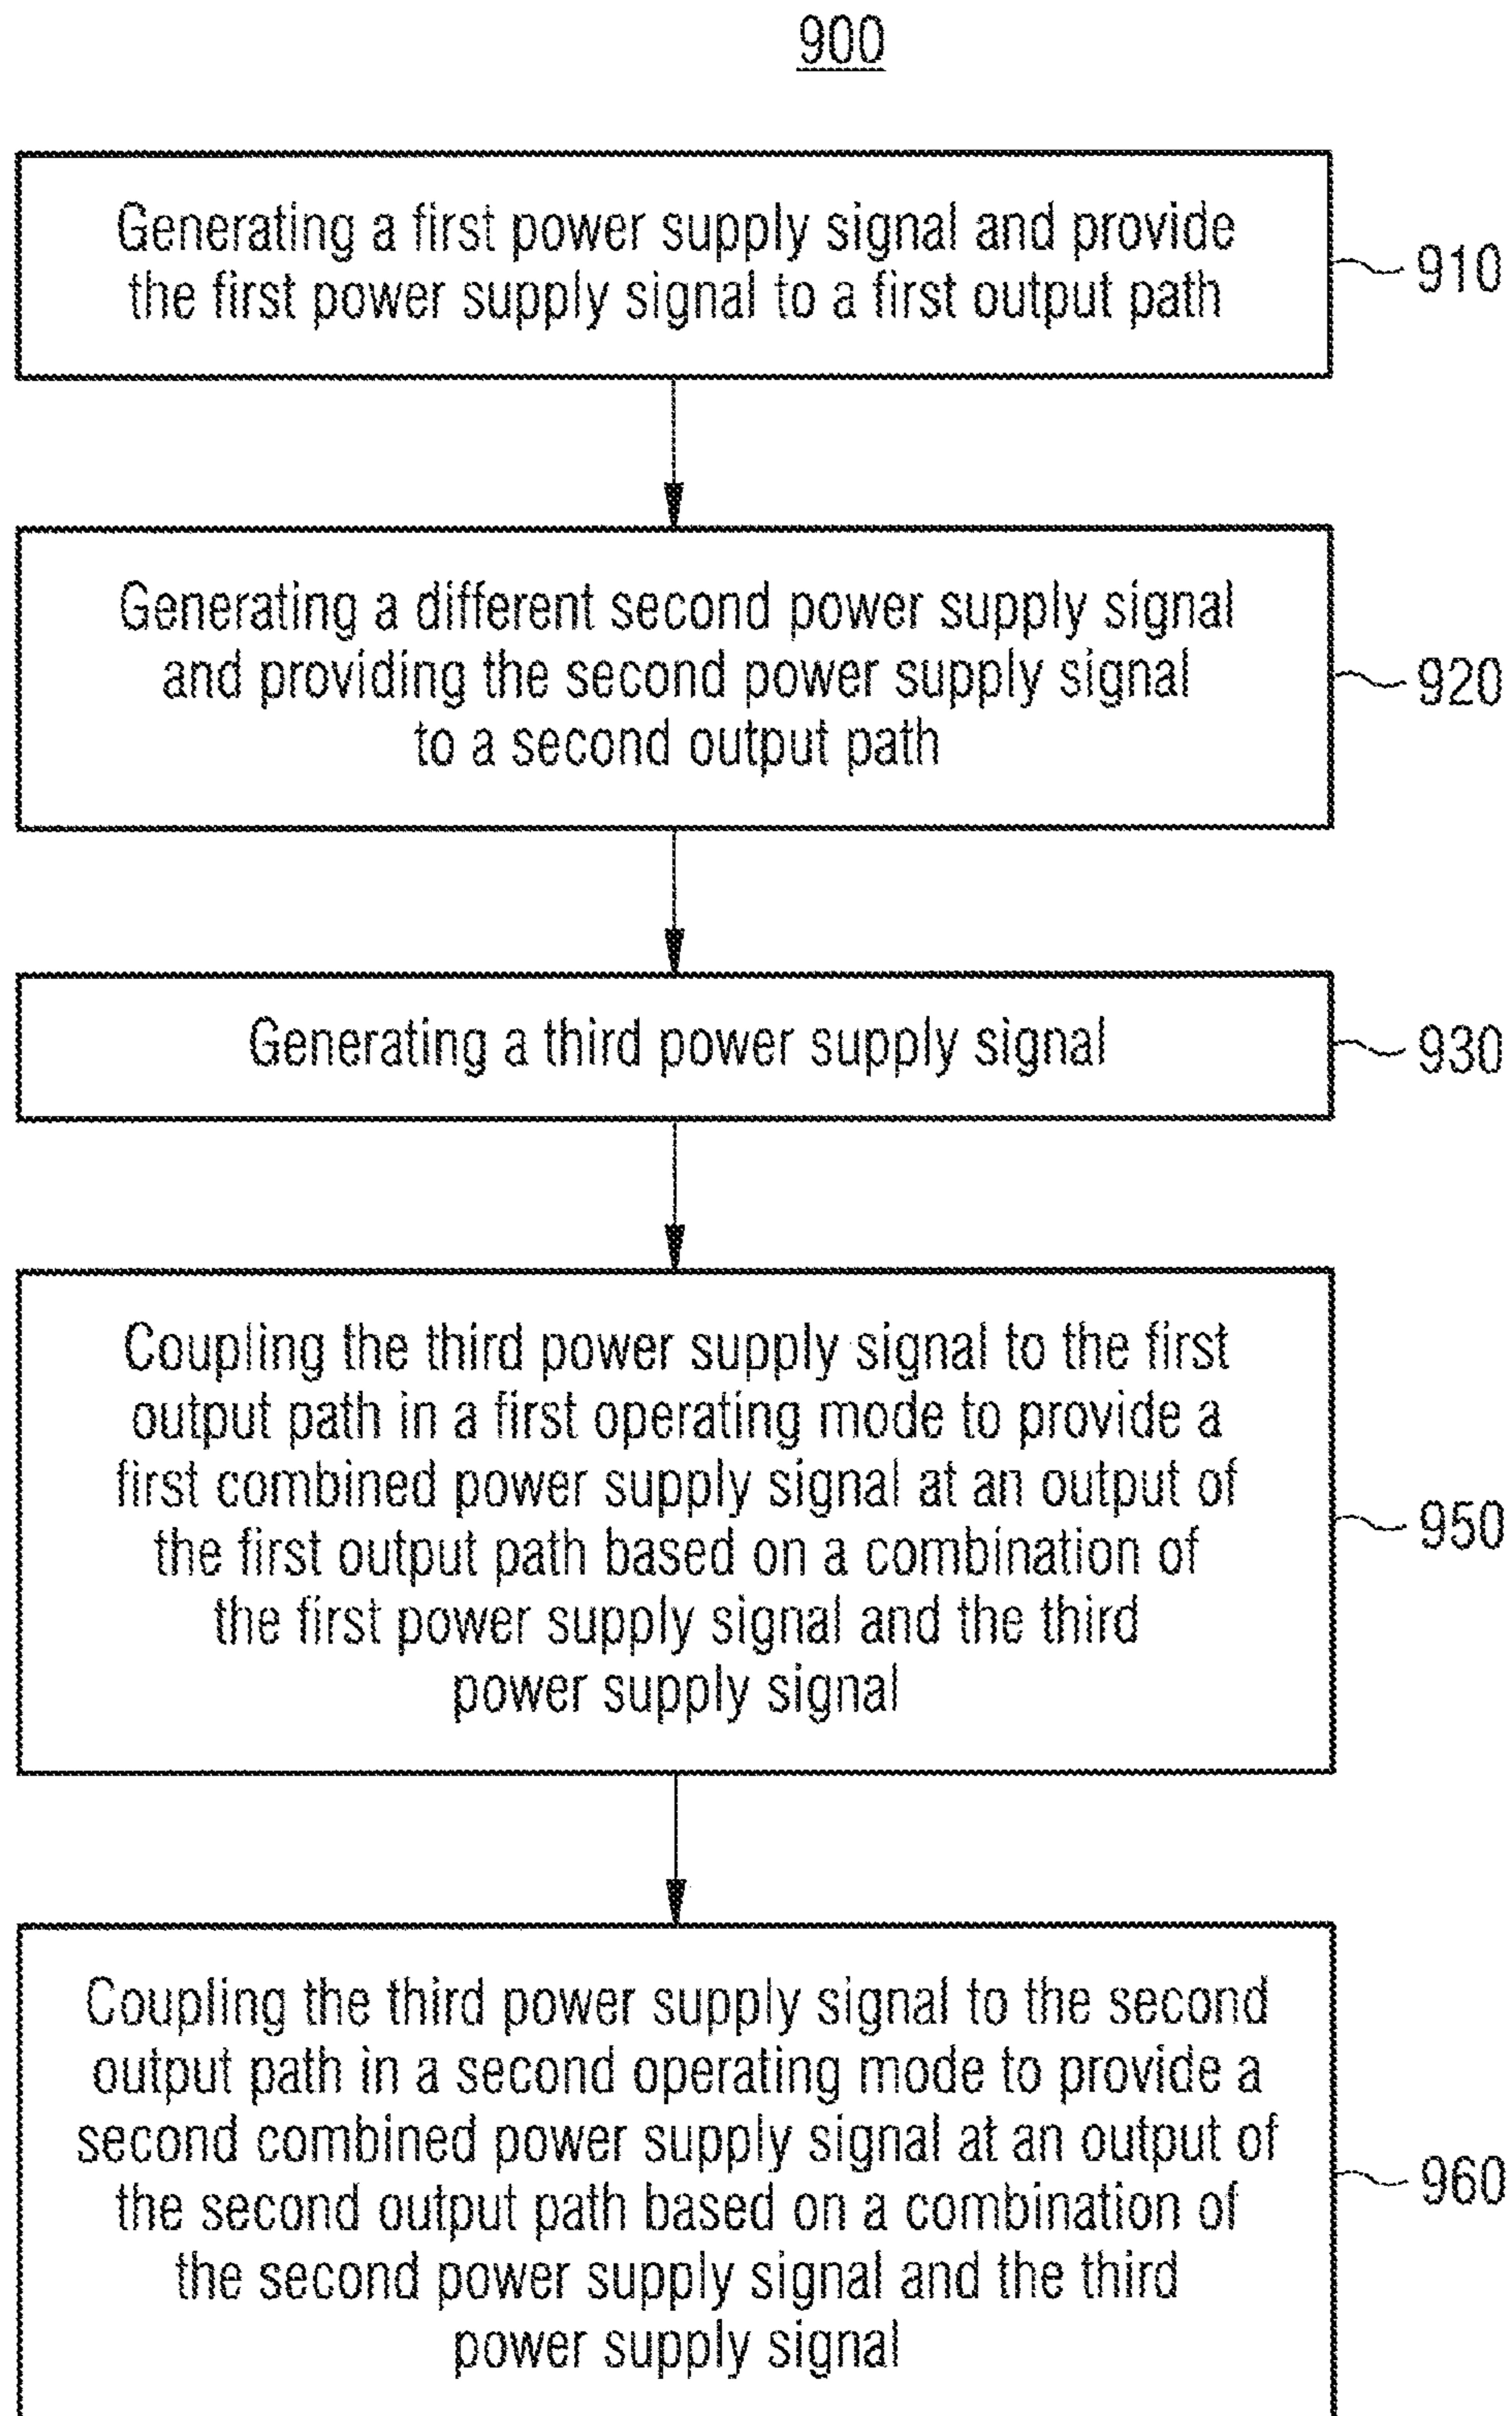 900
Generating a first power supply signal and provide
the first power supply signal to a first output path
910
Generating a different second power supply signal
and providing the second power supply signal
to a second output path
920
Generating a third power supply signal
930
Coupling the third power supply signal to the first
output path in a first operating mode to provide a
first combined power supply signal at an output of
the first output path based on a combination of
the first power supply signal and the third
power supply signal
950
Coupling the third power supply signal to the second
output path in a second operating mode to provide a
second combined power supply signal at an output of
the second output path based on a combination of
the second power supply signal and the third
power supply signal
960